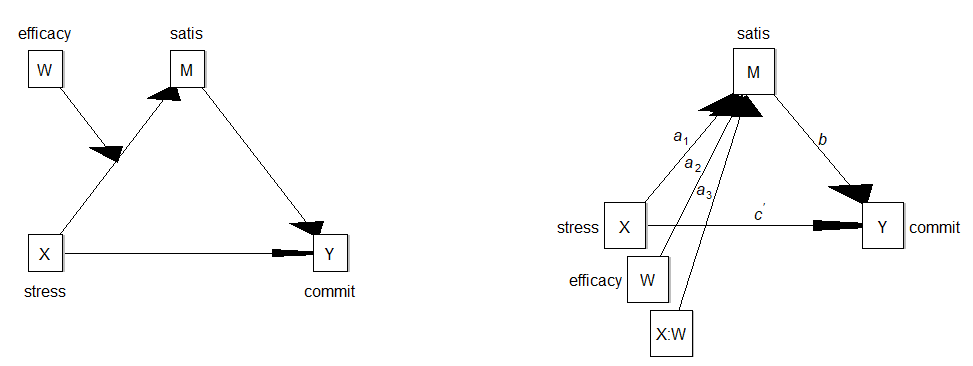 efficacy
satis
W
M
X
Y
stress
commit
satis
M
a1
a2
a3
b
c'
stress
X
Y
commit
efficacy
W
X:W